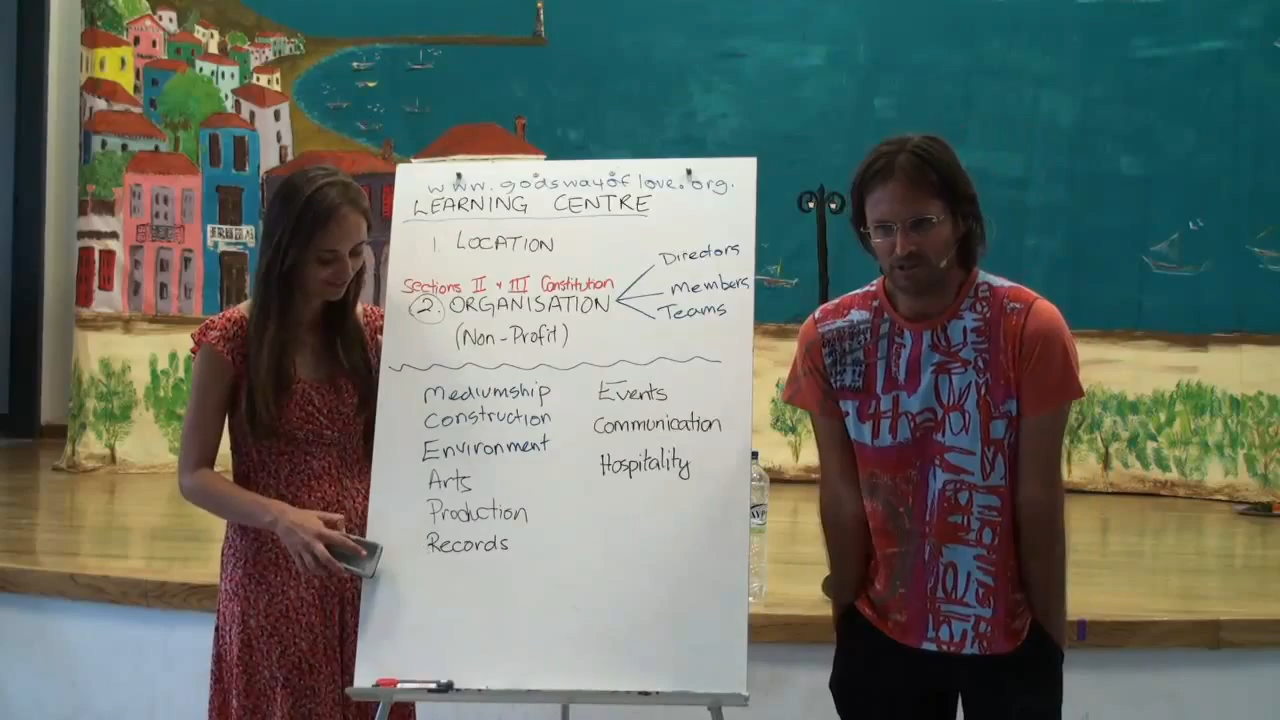 www.godswayoflove.org.
LEARNING CENTRE
1. LOCATION
Sections II + III Constitution
2. ORGANISATION
(Non-Profit)
Directors
Members
Teams
Mediumship
Construction
Environment
Arts
Production
Records
Events
Communication
Hospitality